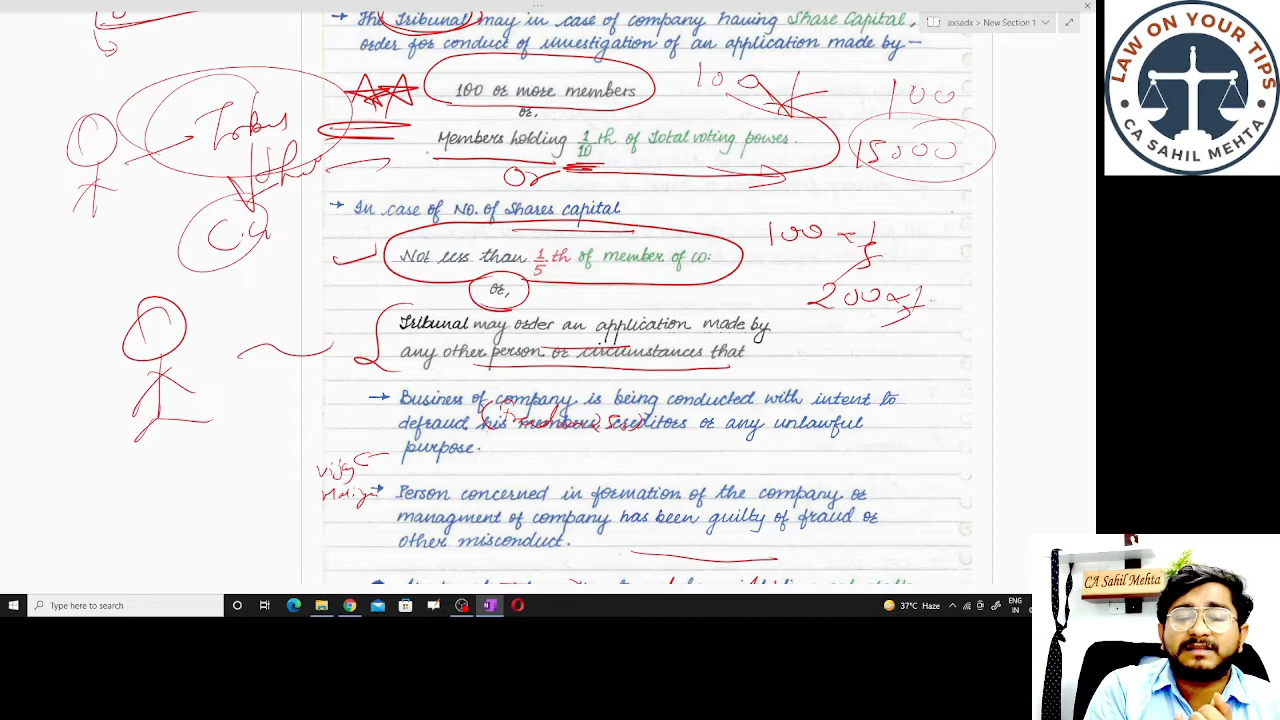 The Tribunal may in case of company having Share Capital,
order for conduct of investigation of an application made by –
100 or more members
or,
Members holding 1/10 th of Total voting power.
Or
100
100
15000
CG
→ In case of No. of Shares capital
Not less than 1/5 th of member of co:
or,
100 1/5
200
Tribunal may order an application made by
any other person or circumstances that
→ Business of company is being conducted with intent to
defraud his members, creditors or any unlawful
purpose.
→ Person concerned in formation of the company or
managment of company has been guilty of fraud or
other misconduct.
axsadx > New Section 1
LAW ON YOUR TIPS
• CA SAHIL MEHTA •
CA Sahil Mehta
Type here to search
37°C Haze
ENG
IN